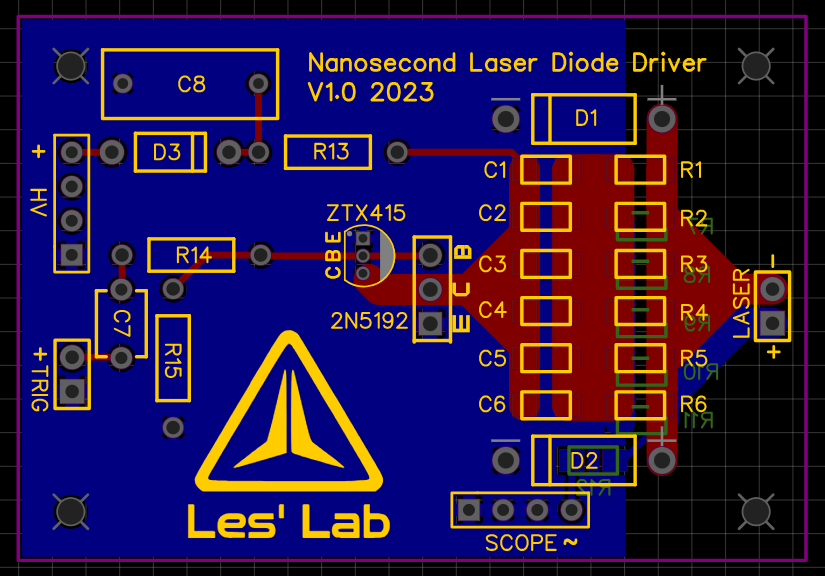 Nanosecond Laser Diode Driver
V1.0 2023
C8
D1
+
D3
R13
C1
R1
HV
ZTX415
C2
R2
R7
R14
C B E
B
C3
R3
R8
LASER
-
C
C7
2N5192
E
C4
R4
R9
+
+TRIG
R15
C5
R5
R10
C6
R6
R11
D2
R12
Les' Lab
SCOPE ~